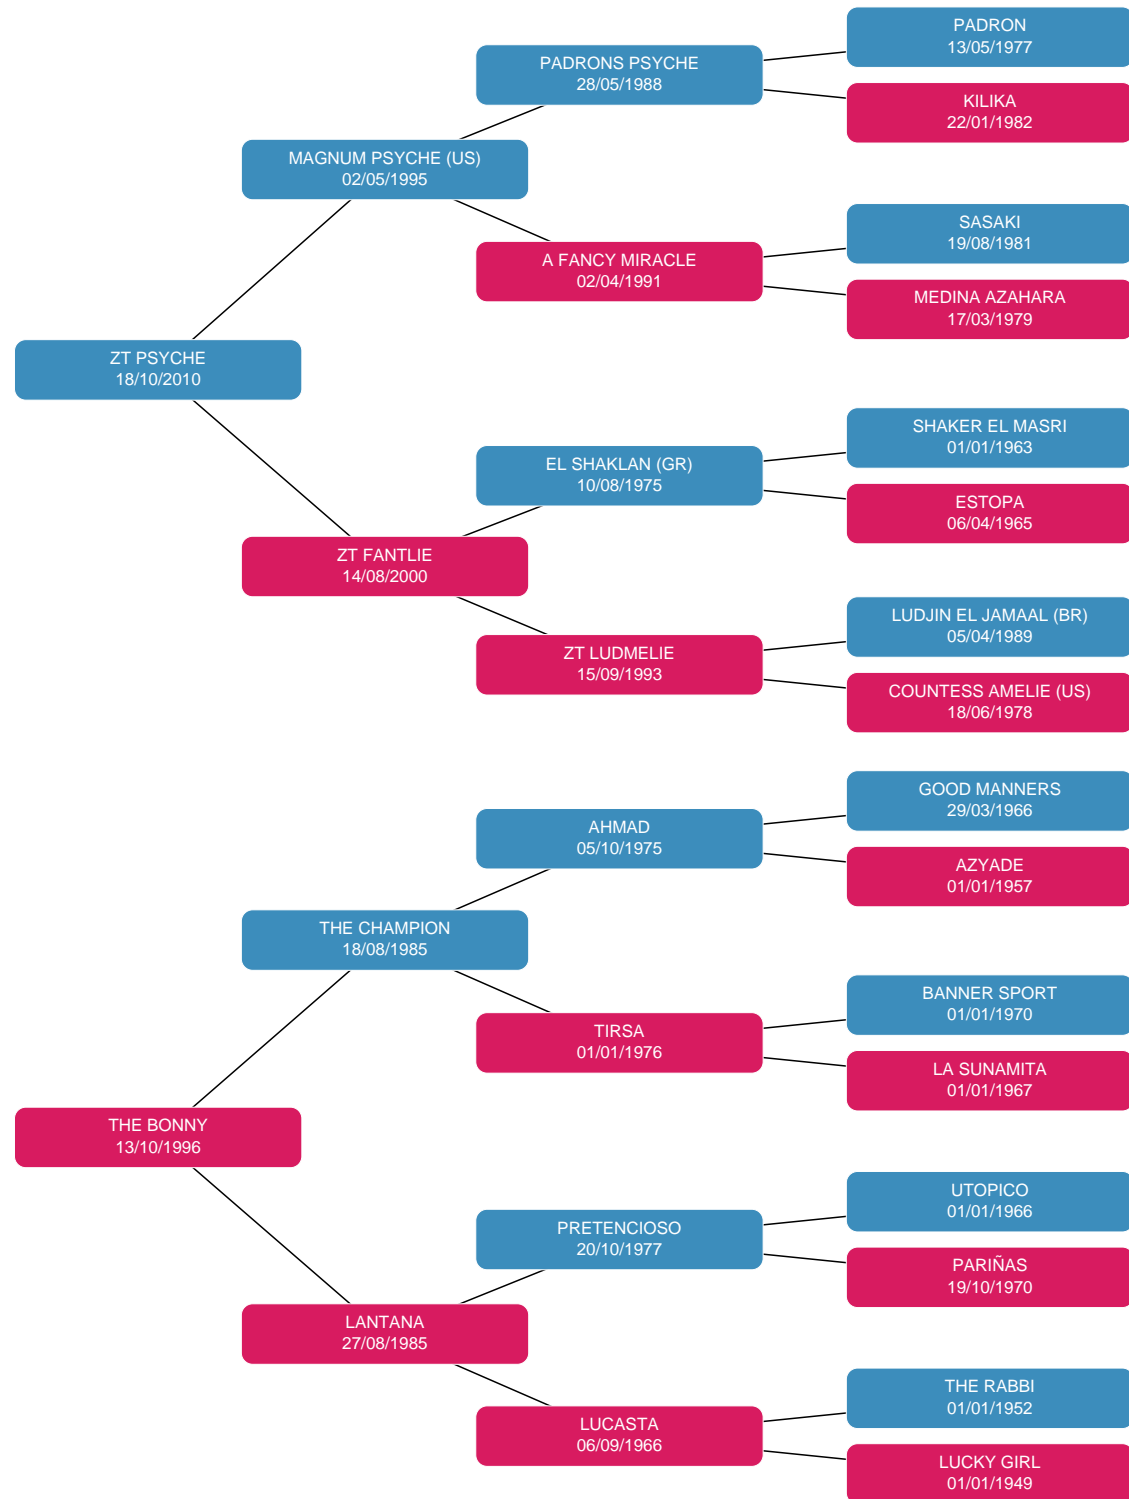 PADRON
13/05/1977
PADRONS PSYCHE
28/05/1988
KILIKA
22/01/1982
MAGNUM PSYCHE (US)
02/05/1995
SASAKI
19/08/1981
A FANCY MIRACLE
02/04/1991
MEDINA AZAHARA
17/03/1979
ZT PSYCHE
18/10/2010
SHAKER EL MASRI
01/01/1963
EL SHAKLAN (GR)
10/08/1975
ESTOPA
06/04/1965
ZT FANTLIE
14/08/2000
LUDJIN EL JAMAAL (BR)
05/04/1989
ZT LUDMELIE
15/09/1993
COUNTESS AMELIE (US)
18/06/1978
GOOD MANNERS
29/03/1966
AHMAD
05/10/1975
AZYADE
01/01/1957
THE CHAMPION
18/08/1985
BANNER SPORT
01/01/1970
TIRSA
01/01/1976
LA SUNAMITA
01/01/1967
THE BONNY
13/10/1996
UTOPICO
01/01/1966
PRETENCIOSO
20/10/1977
PARIÑAS
19/10/1970
LANTANA
27/08/1985
THE RABBI
01/01/1952
LUCASTA
06/09/1966
LUCKY GIRL
01/01/1949